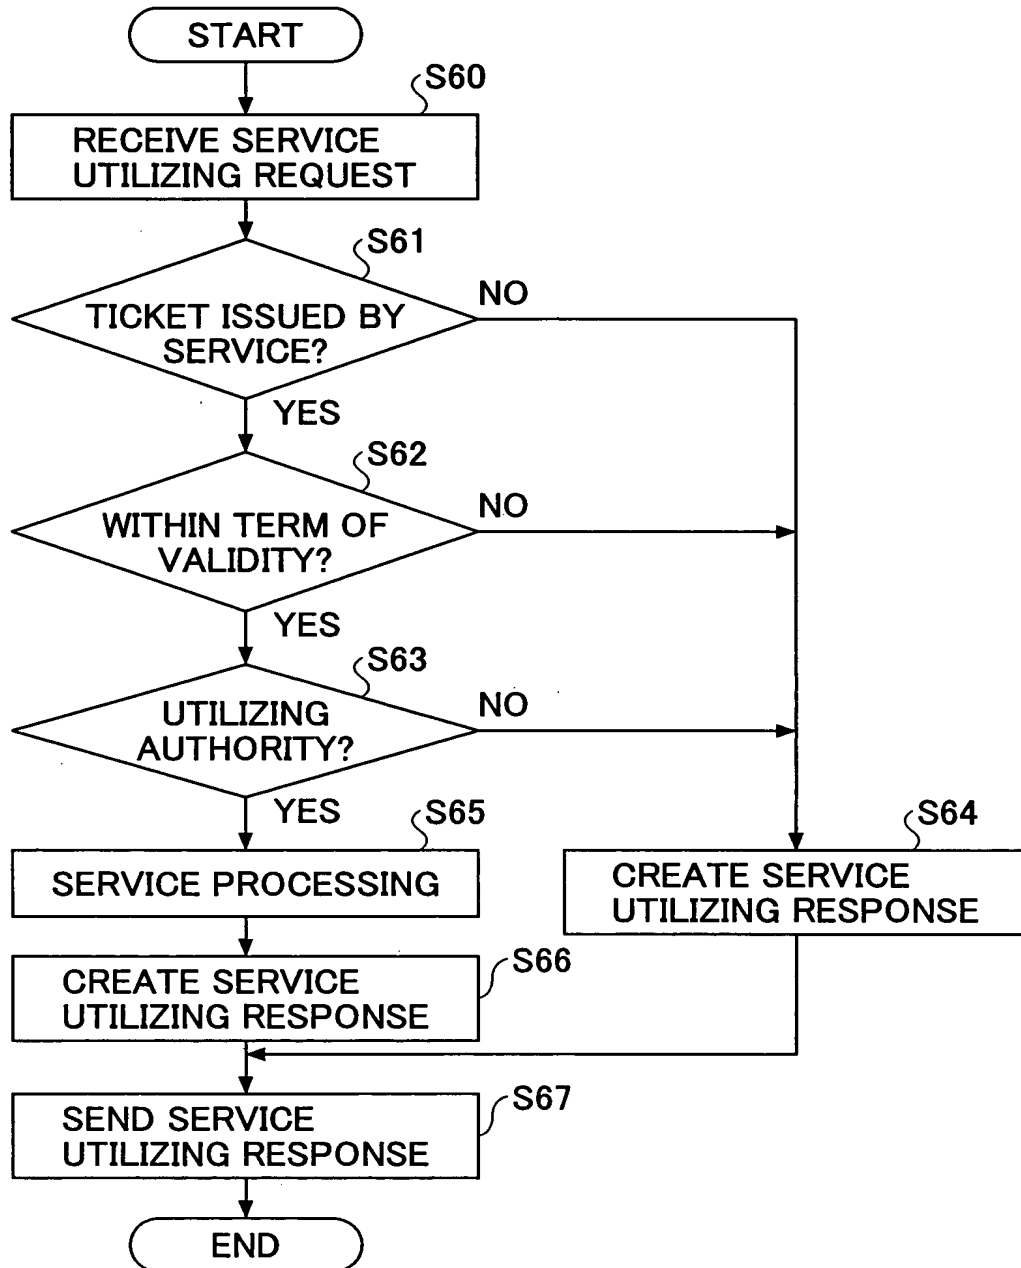 START
S60
RECEIVE SERVICE
UTILIZING REQUEST
S61
TICKET ISSUED BY
SERVICE?
NO
YES
S62
WITHIN TERM OF
VALIDITY?
NO
YES
S63
UTILIZING
AUTHORITY?
NO
YES
S65
SERVICE PROCESSING
S64
CREATE SERVICE
UTILIZING RESPONSE
S66
CREATE SERVICE
UTILIZING RESPONSE
S67
SEND SERVICE
UTILIZING RESPONSE
END